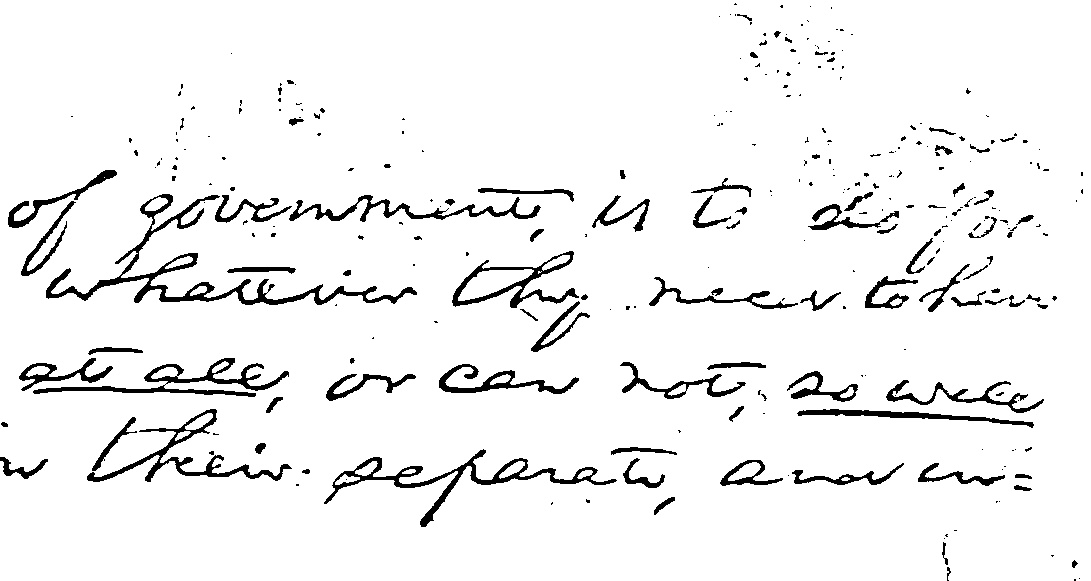 of government, is to do for
whatever they need to have
at all, or can not, so well
in their separate, and in=